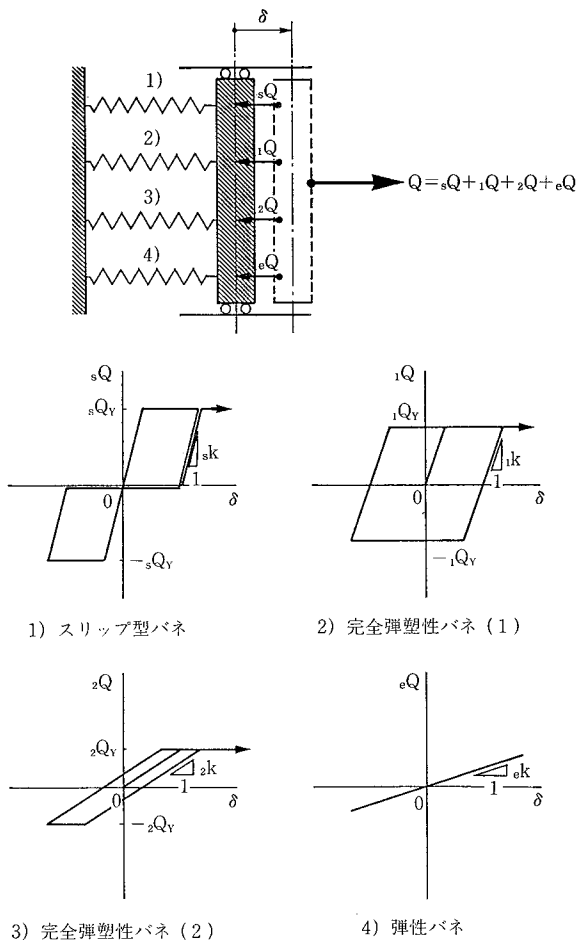 δ
1)
sQ
2)
₁Q
Q=sQ+₁Q+₂Q+eQ
3)
₂Q
4)
eQ
sQ
sQY
sk
1
0
δ
−sQY
1) スリップ型バネ
₁Q
₁QY
₁k
1
0
δ
−₁QY
2) 完全弾塑性バネ (1)
₂Q
₂QY
₂k
1
0
δ
−₂QY
3) 完全弾塑性バネ (2)
eQ
ek
1
0
δ
4) 弾性バネ